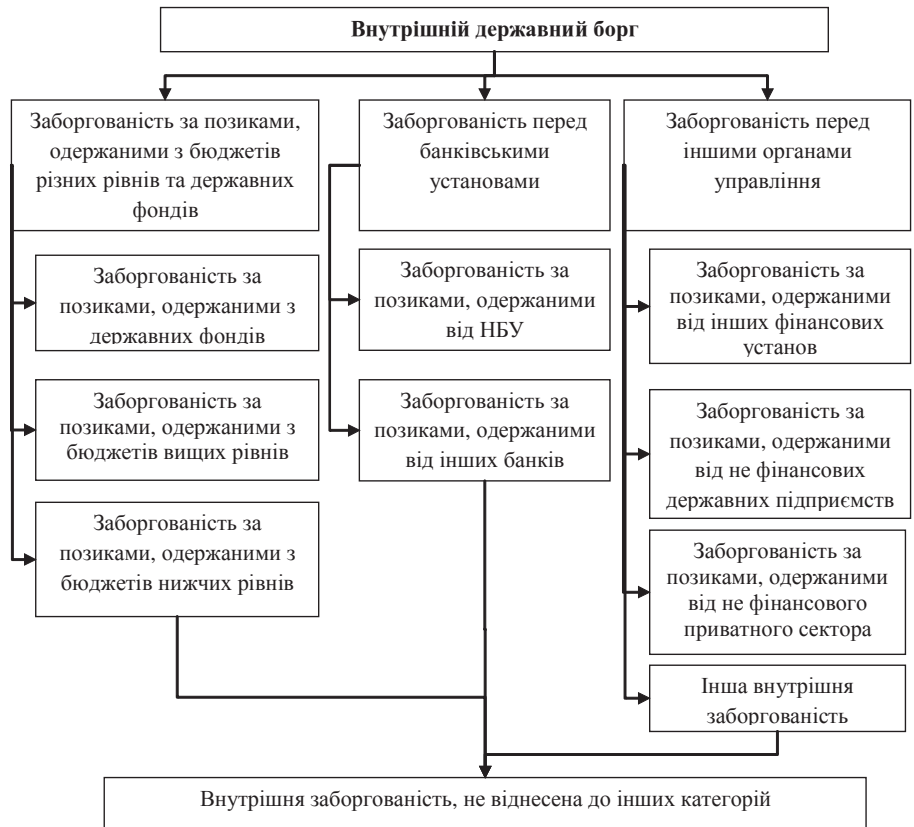 Внутрішній державний борг
Заборгованість за позиками,
одержаними з бюджетів
різних рівнів та державних
фондів
Заборгованість за
позиками, одержаними з
державних фондів
Заборгованість за
позиками, одержаними з
бюджетів вищих рівнів
Заборгованість за
позиками, одержаними з
бюджетів нижчих рівнів
Заборгованість перед
банківськими
установами
Заборгованість за
позиками, одержаними
від НБУ
Заборгованість за
позиками, одержаними
від інших банків
Заборгованість перед
іншими органами
управління
Заборгованість за
позиками, одержаними
від інших фінансових
установ
Заборгованість за
позиками, одержаними
від не фінансових
державних підприємств
Заборгованість за
позиками, одержаними
від не фінансового
приватного сектора
Інша внутрішня
заборгованість
Внутрішня заборгованість, не віднесена до інших категорій